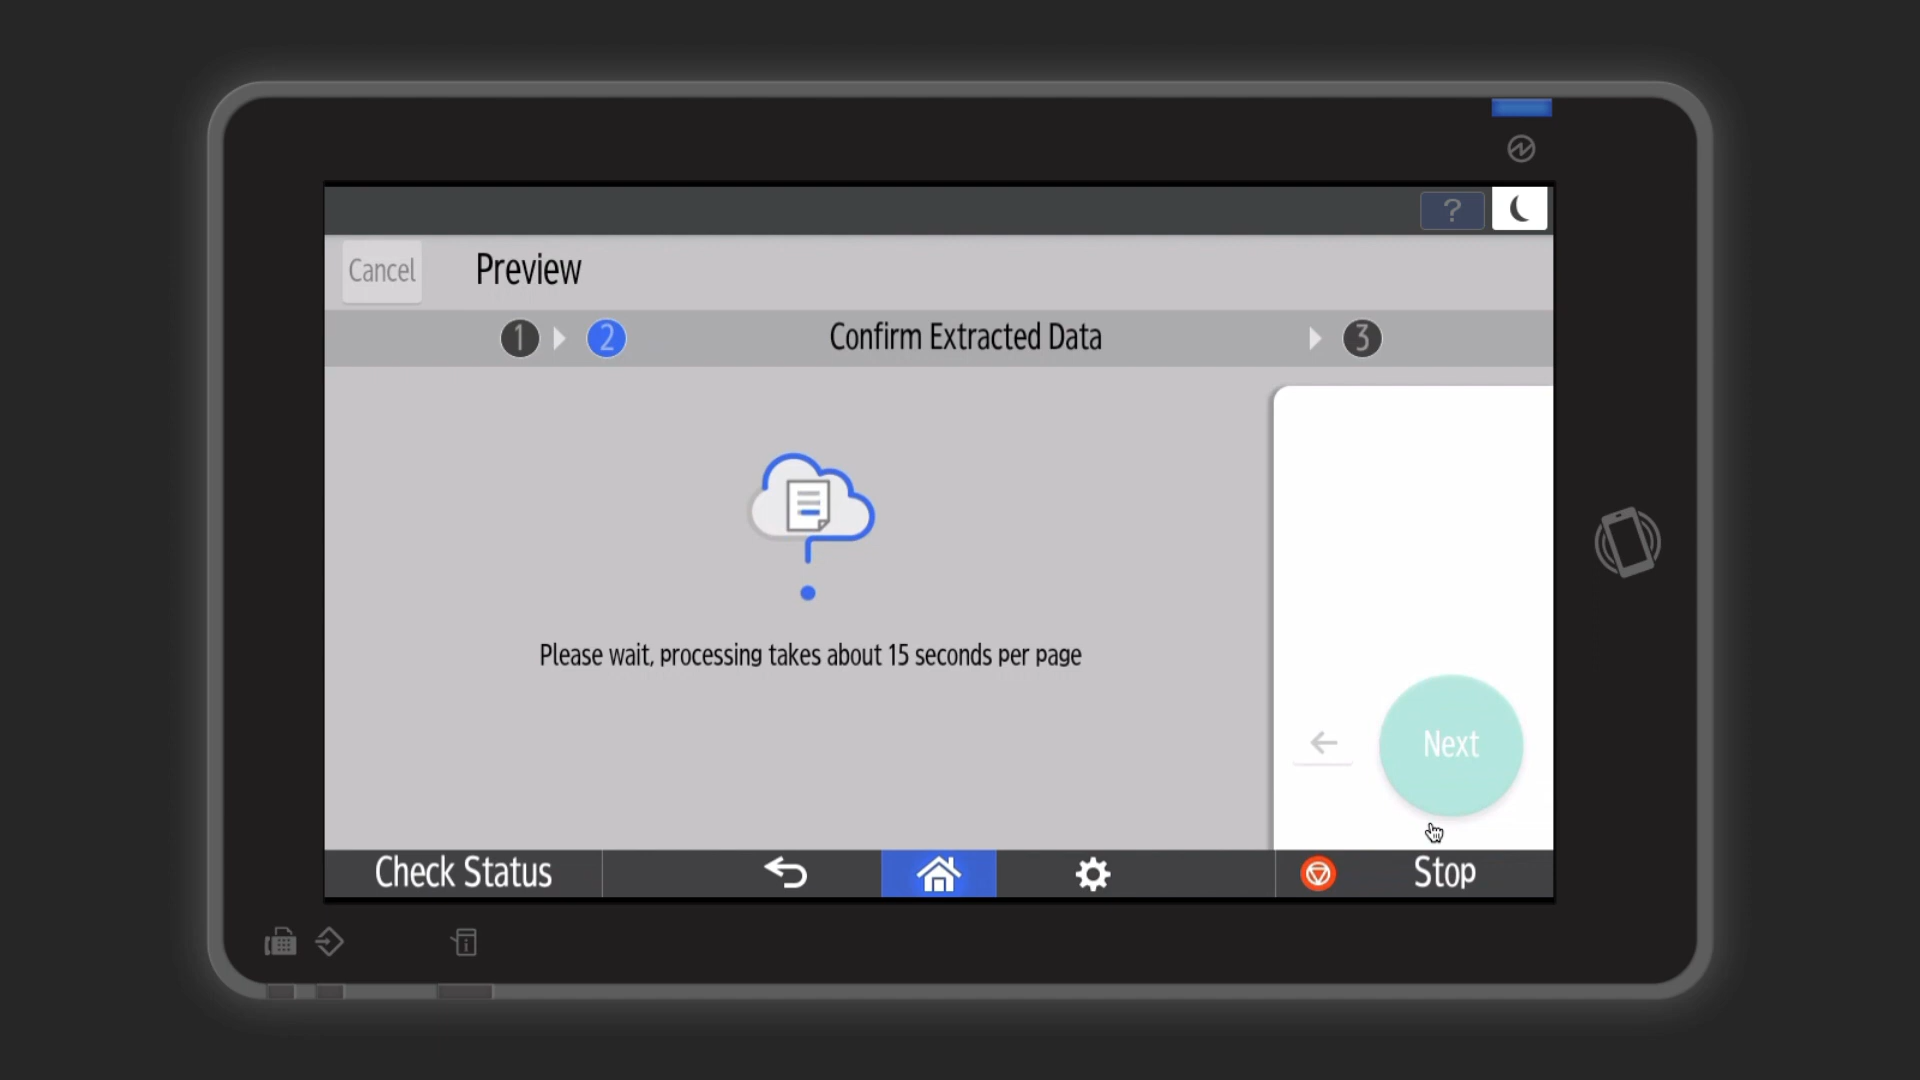 ?
Cancel
Preview
1
2
Confirm Extracted Data
3
Please wait, processing takes about 15 seconds per page
Next
Check Status
Stop